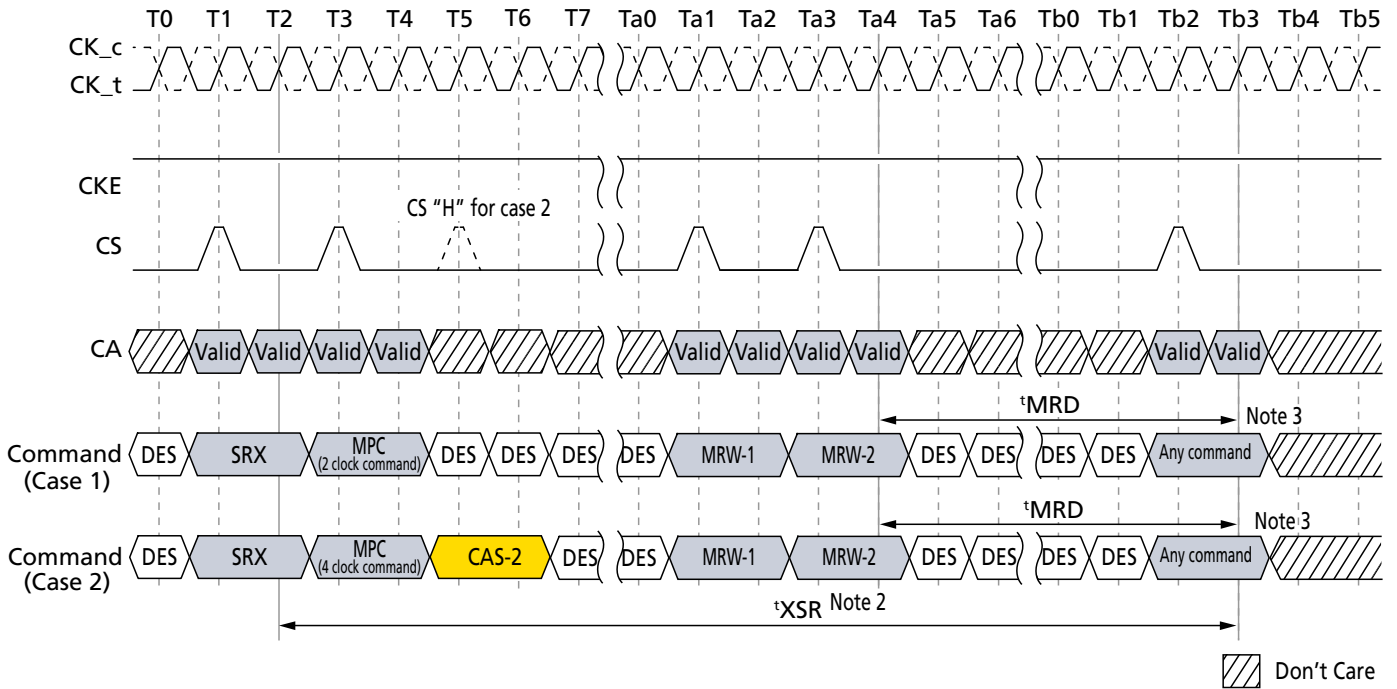 T0 T1 T2 T3 T4 T5 T6 T7 Ta0 Ta1 Ta2 Ta3 Ta4 Ta5 Ta6 Tb0 Tb1 Tb2 Tb3 Tb4 Tb5
CK_c
CK_t
CKE
CS "H" for case 2
CS
CA Valid Valid Valid Valid Valid Valid Valid Valid Valid Valid
tMRD Note 3
Command (Case 1)
DES SRX MPC (2 clock command) DES DES DES DES MRW-1 MRW-2 DES DES DES DES Any command
tMRD Note 3
Command (Case 2)
DES SRX MPC (4 clock command) CAS-2 DES DES MRW-1 MRW-2 DES DES DES DES Any command
tXSR Note 2
Don't Care